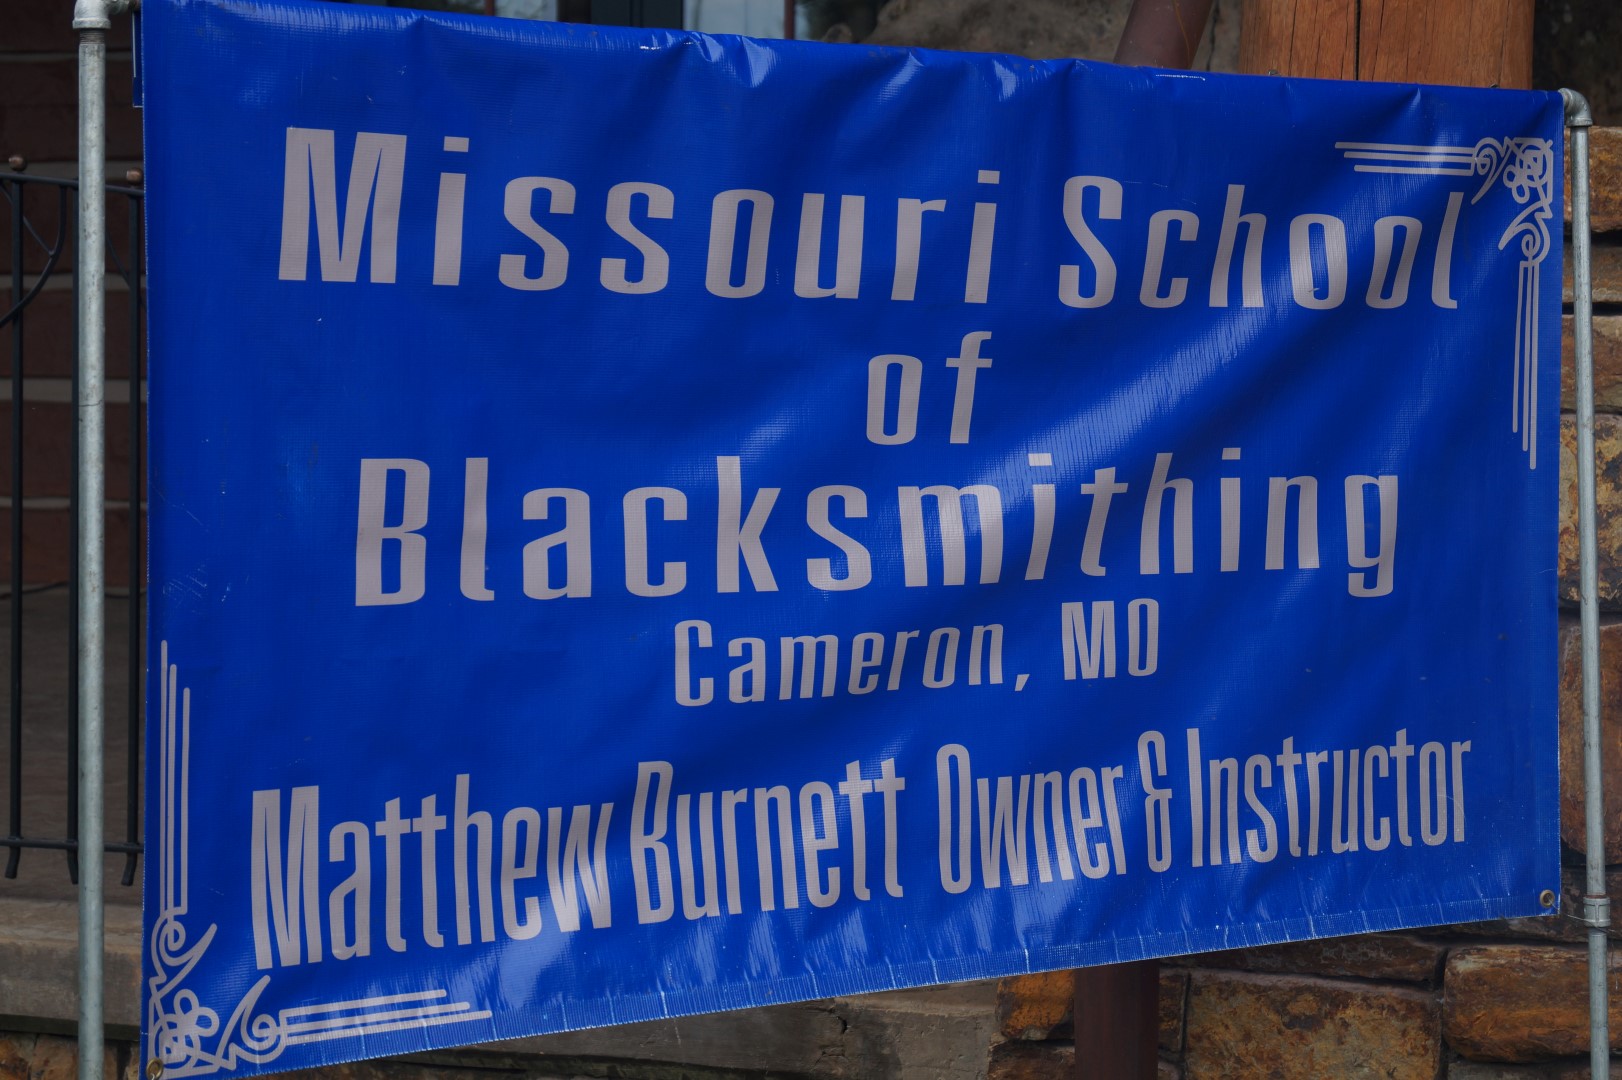 Missouri School
of
Blacksmithing
Cameron, MO
Matthew Burnett Owner & Instructor